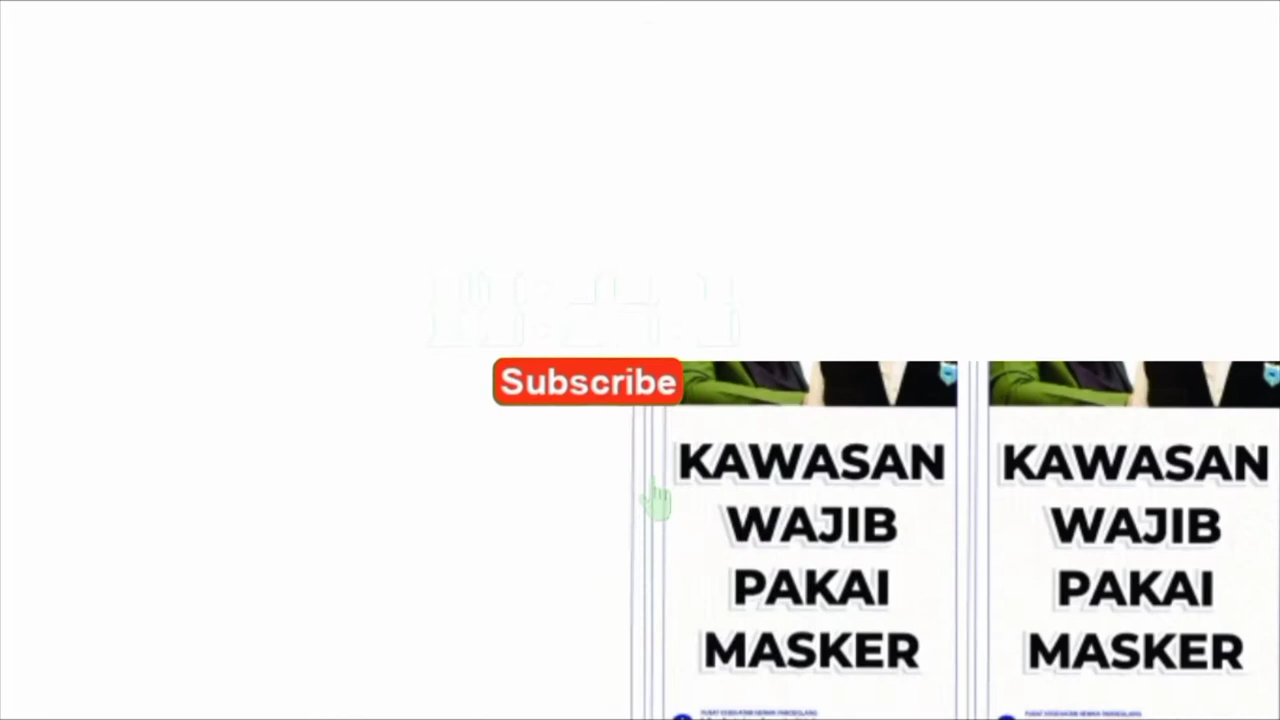 Subscribe
KAWASAN
WAJIB
PAKAI
MASKER
KAWASAN
WAJIB
PAKAI
MASKER